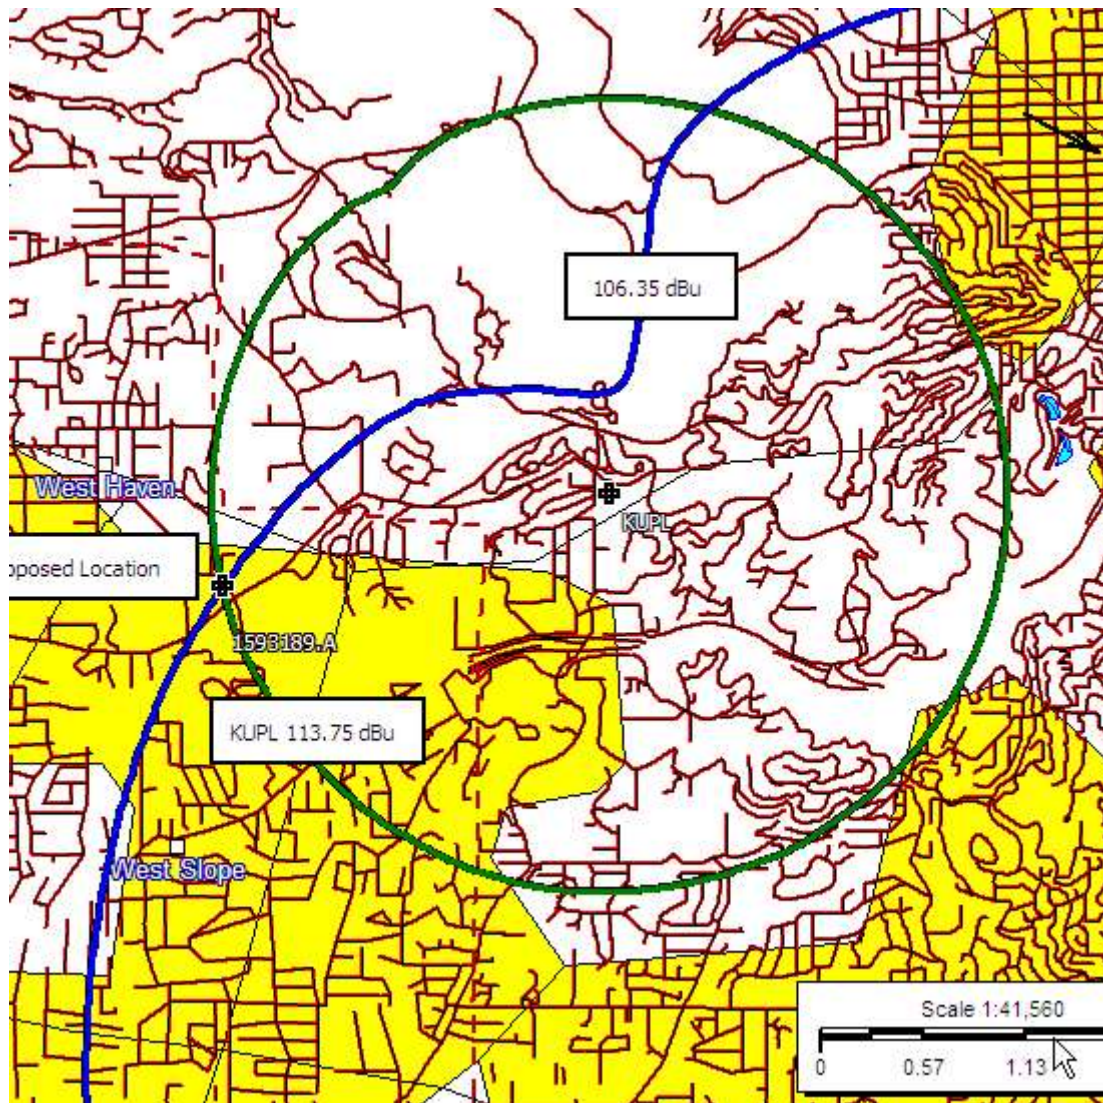 106.35 dBu
West Haven
KUPL
oposed Location
1593189.A
KUPL 113.75 dBu
West Slope
Scale 1:41,560
0 0.57 1.13